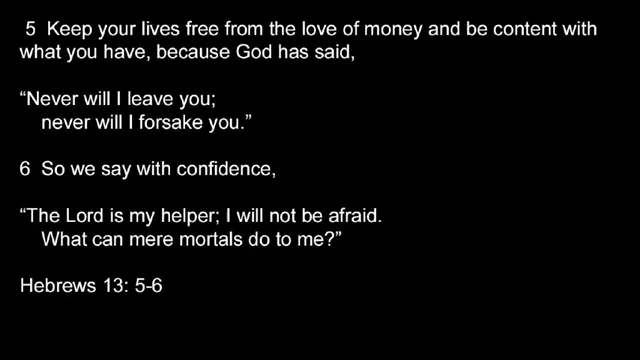 5 Keep your lives free from the love of money and be content with
what you have, because God has said,
“Never will I leave you;
never will I forsake you.”
6 So we say with confidence,
“The Lord is my helper; I will not be afraid.
What can mere mortals do to me?”
Hebrews 13: 5-6